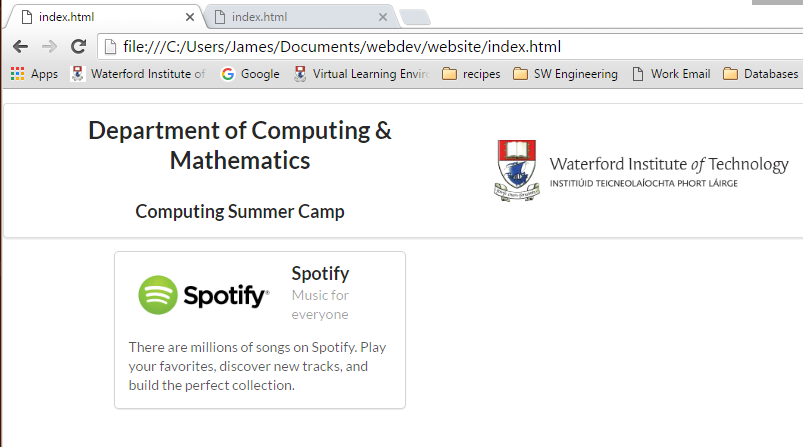 index.html
index.html
file:///C:/Users/James/Documents/webdev/website/index.html
Apps Waterford Institute of Google Virtual Learning Envir recipes SW Engineering Work Email Databases
Department of Computing &
Mathematics
Computing Summer Camp
Waterford Institute of Technology
INSTITIÚID TEICNEOLAÍOCHTA PHORT LÁIRGE
Spotify®
Spotify
Music for
everyone
There are millions of songs on Spotify. Play
your favorites, discover new tracks, and
build the perfect collection.